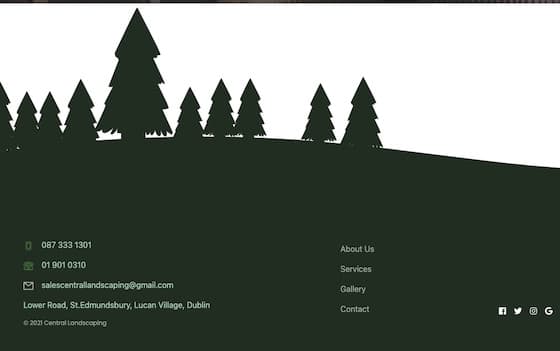 087 333 1301
01 901 0310
salescentrallandscaping@gmail.com
Lower Road, St.Edmundsbury, Lucan Village, Dublin
© 2021 Central Landscaping
About Us
Services
Gallery
Contact